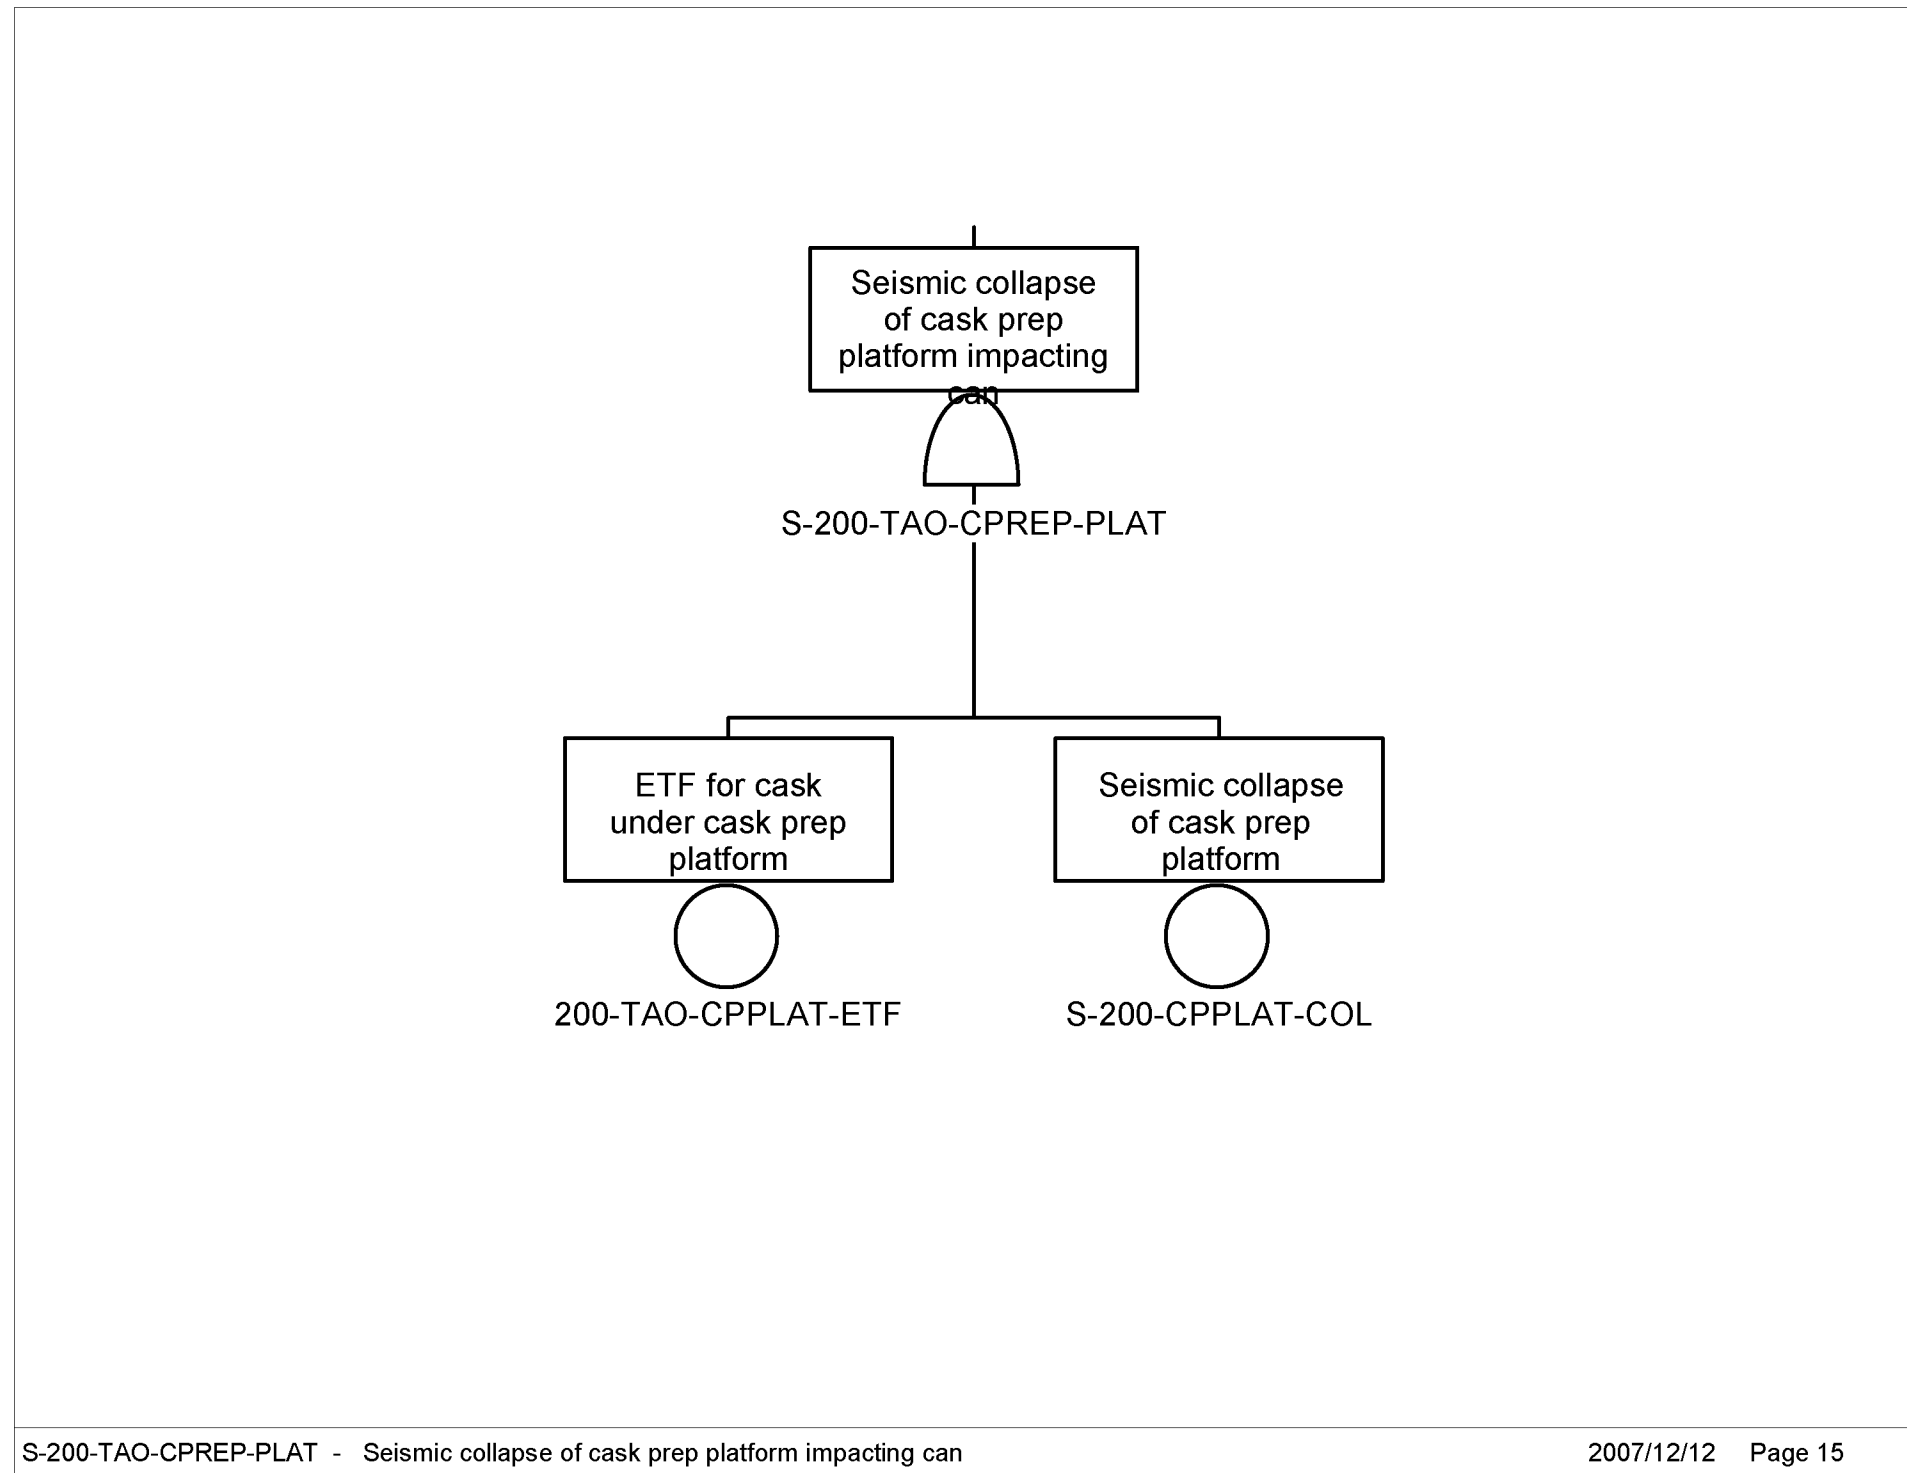 Seismic collapse
of cask prep
platform impacting
can
S-200-TAO-CPREP-PLAT
ETF for cask
under cask prep
platform
200-TAO-CPPLAT-ETF
Seismic collapse
of cask prep
platform
S-200-CPPLAT-COL
S-200-TAO-CPREP-PLAT - Seismic collapse of cask prep platform impacting can
2007/12/12 Page 15